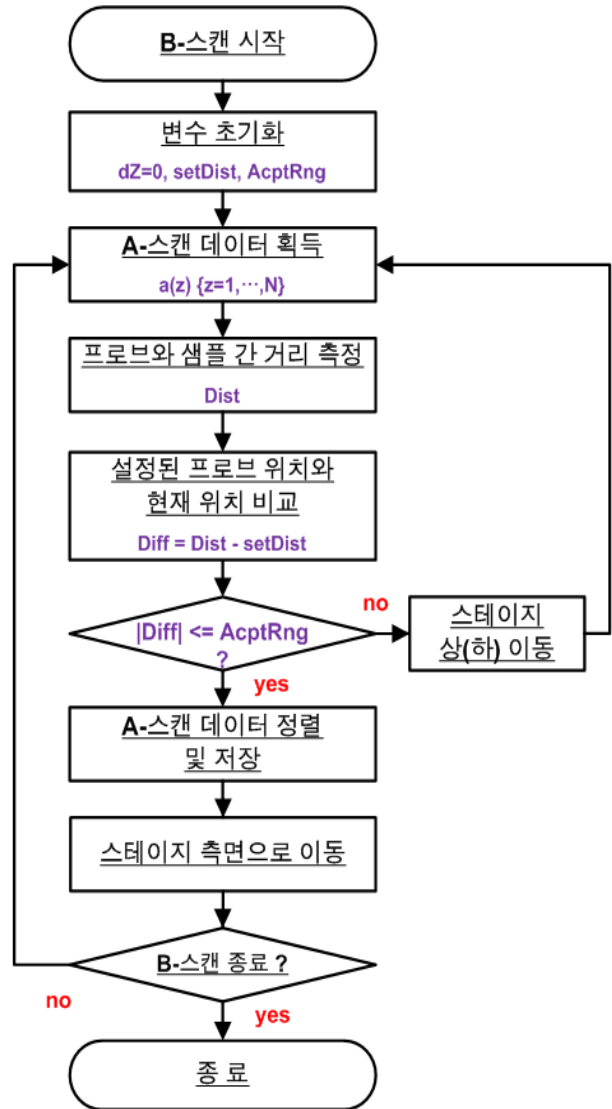 B-스캔 시작
변수 초기화
dZ=0, setDist, AcptRng
A-스캔 데이터 획득
a(z) {z=1,⋯,N}
프로브와 샘플 간 거리 측정
Dist
설정된 프로브 위치와
현재 위치 비교
Diff = Dist - setDist
|Diff| <= AcptRng
?
no
스테이지
상(하) 이동
yes
A-스캔 데이터 정렬
및 저장
스테이지 측면으로 이동
B-스캔 종료 ?
no
yes
종 료